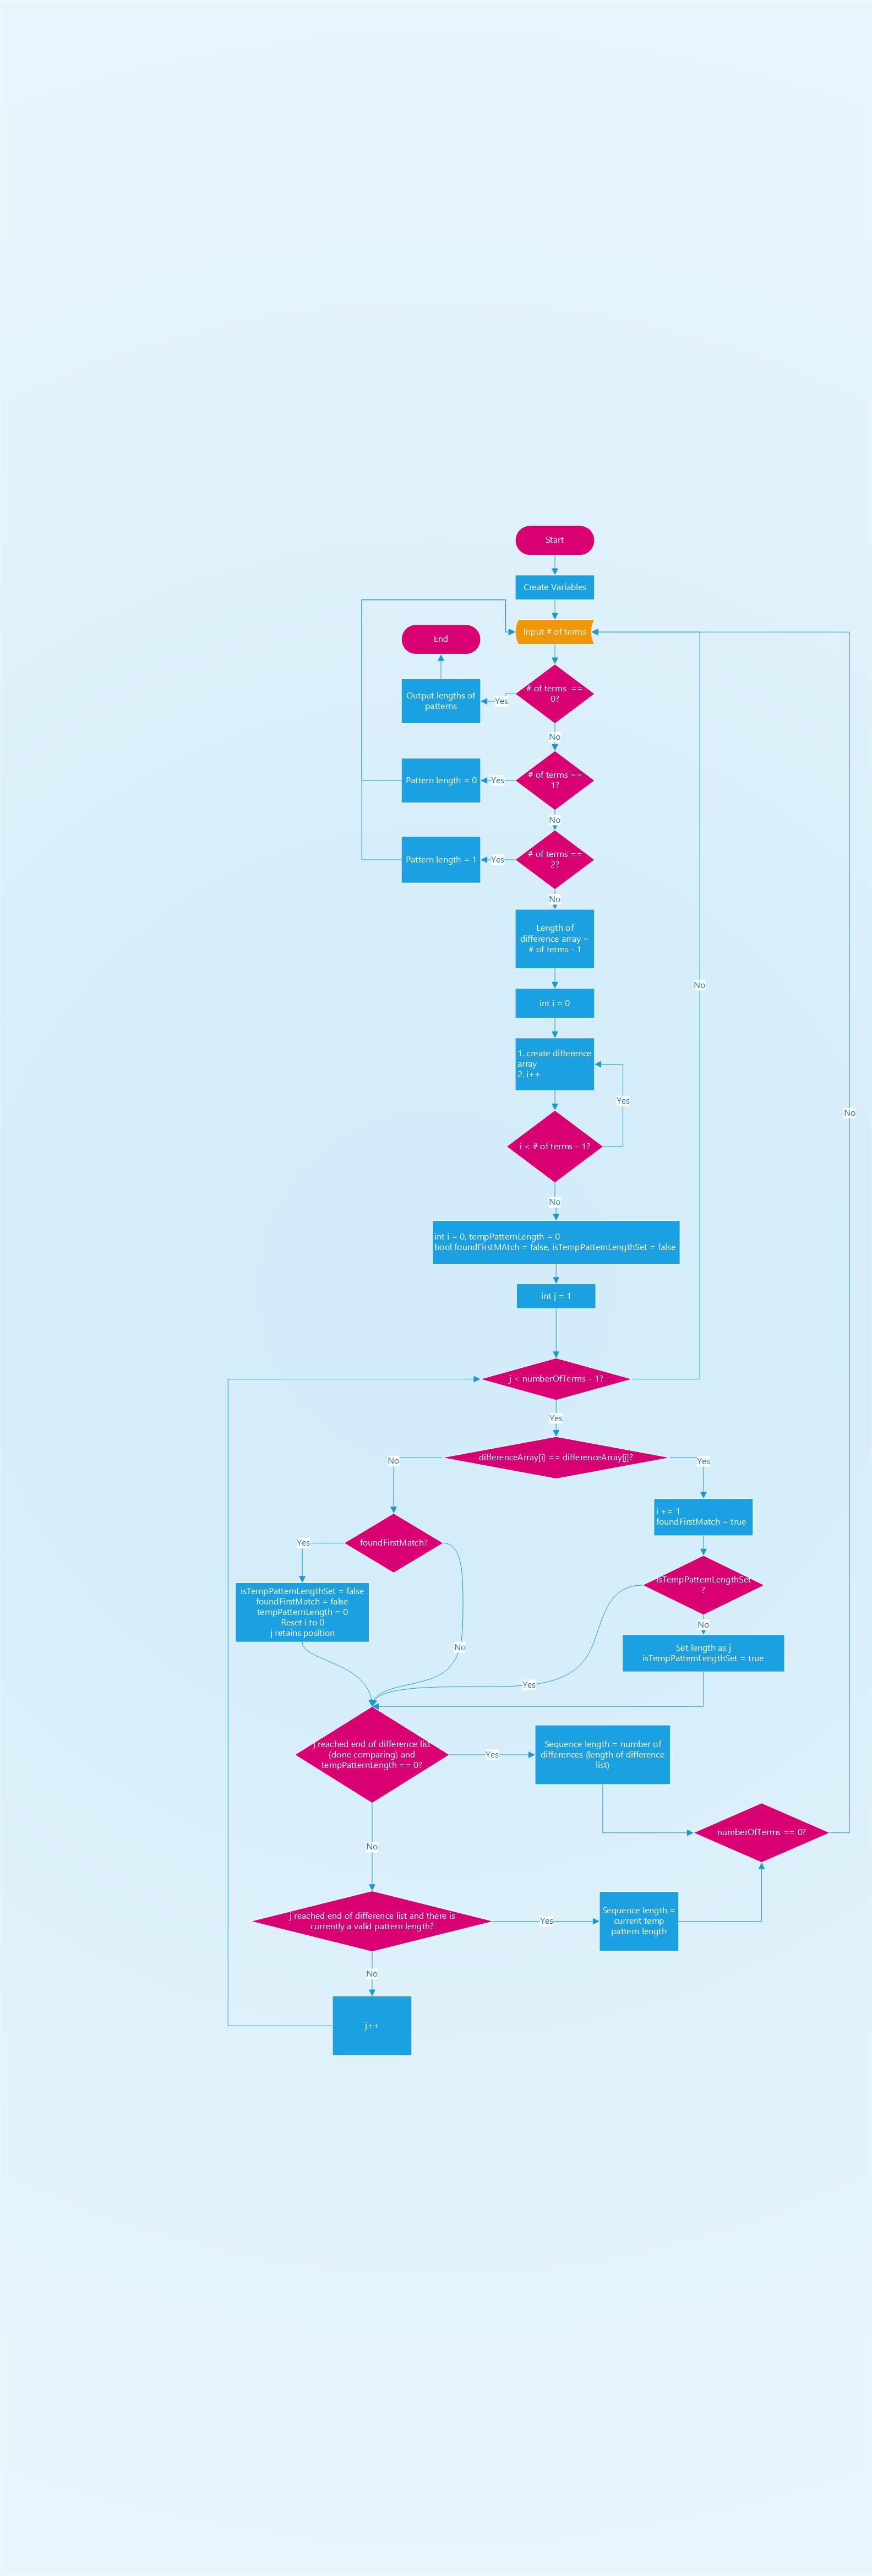 Start
Create Variables
Input # of terms
End
# of terms ==
0?
Yes
Output lengths of
patterns
No
# of terms ==
1?
Yes
Pattern length = 0
No
# of terms ==
2?
Yes
Pattern length = 1
No
Length of
difference array =
# of terms - 1
No
int i = 0
1. create difference
array
2. i++
Yes
No
i < # of terms – 1?
No
int i = 0, tempPatternLength = 0
bool foundFirstMAtch = false, isTempPatternLengthSet = false
int j = 1
j < numberOfTerms – 1?
Yes
differenceArray[i] == differenceArray[j]?
No
Yes
i += 1
foundFirstMatch = true
foundFirstMatch?
Yes
isTempPatternLengthSet
?
isTempPatternLengthSet = false
foundFirstMatch = false
tempPatternLength = 0
Reset i to 0
j retains position
No
No
Set length as j
isTempPatternLengthSet = true
Yes
j reached end of difference list
(done comparing) and
tempPatternLength == 0?
Yes
Sequence length = number of
differences (length of difference
list)
numberOfTerms == 0?
No
j reached end of difference list and there is
currently a valid pattern length?
Yes
Sequence length =
current temp
pattern length
No
j++